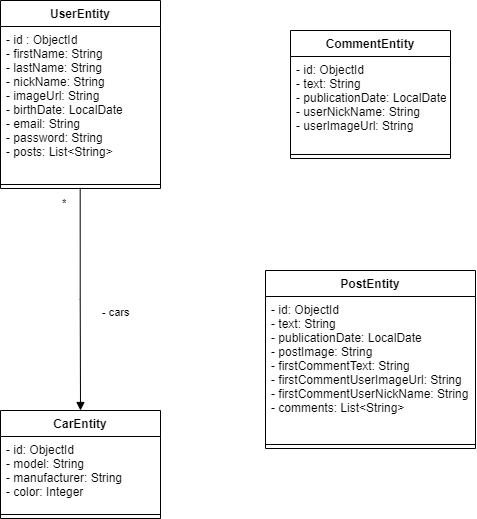 UserEntity
- id : ObjectId
- firstName: String
- lastName: String
- nickName: String
- imageUrl: String
- birthDate: LocalDate
- email: String
- password: String
- posts: List<String>
CommentEntity
- id: ObjectId
- text: String
- publicationDate: LocalDate
- userNickName: String
- userImageUrl: String
*
- cars
PostEntity
- id: ObjectId
- text: String
- publicationDate: LocalDate
- postImage: String
- firstCommentText: String
- firstCommentUserImageUrl: String
- firstCommentUserNickName: String
- comments: List<String>
CarEntity
- id: ObjectId
- model: String
- manufacturer: String
- color: Integer